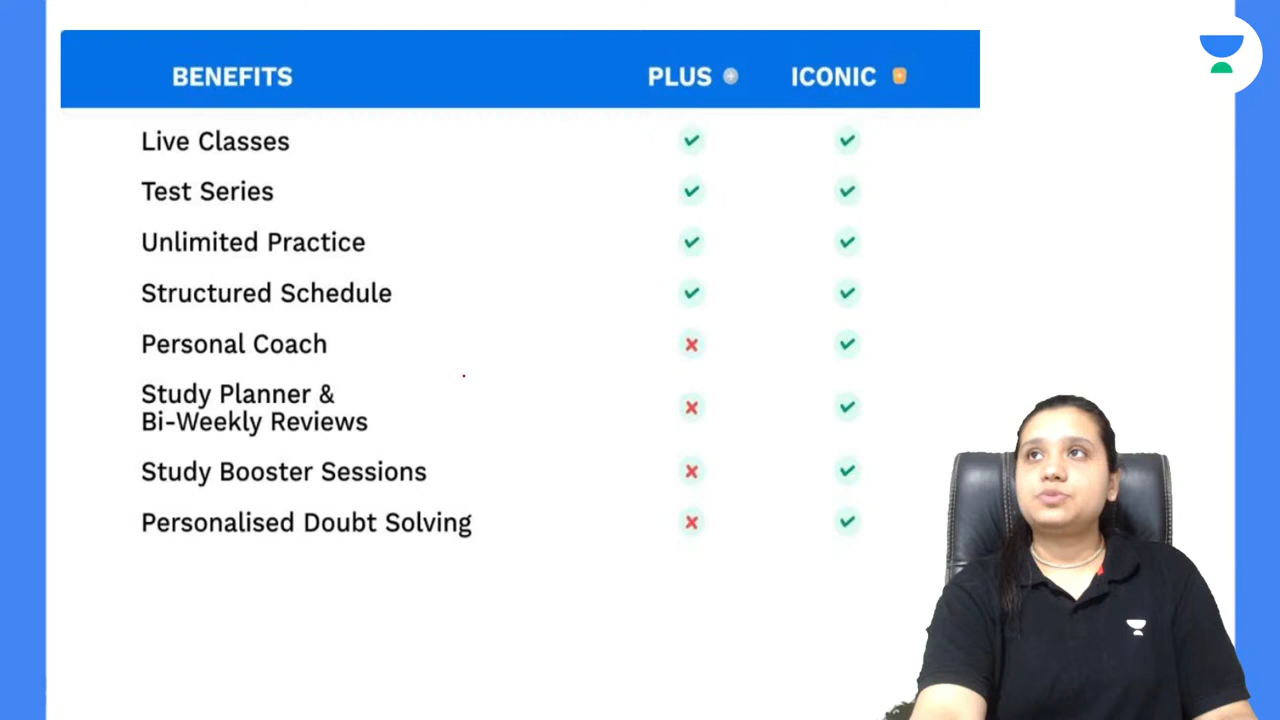 BENEFITS PLUS ICONIC
Live Classes
Test Series
Unlimited Practice
Structured Schedule
Personal Coach
Study Planner &
Bi-Weekly Reviews
Study Booster Sessions
Personalised Doubt Solving